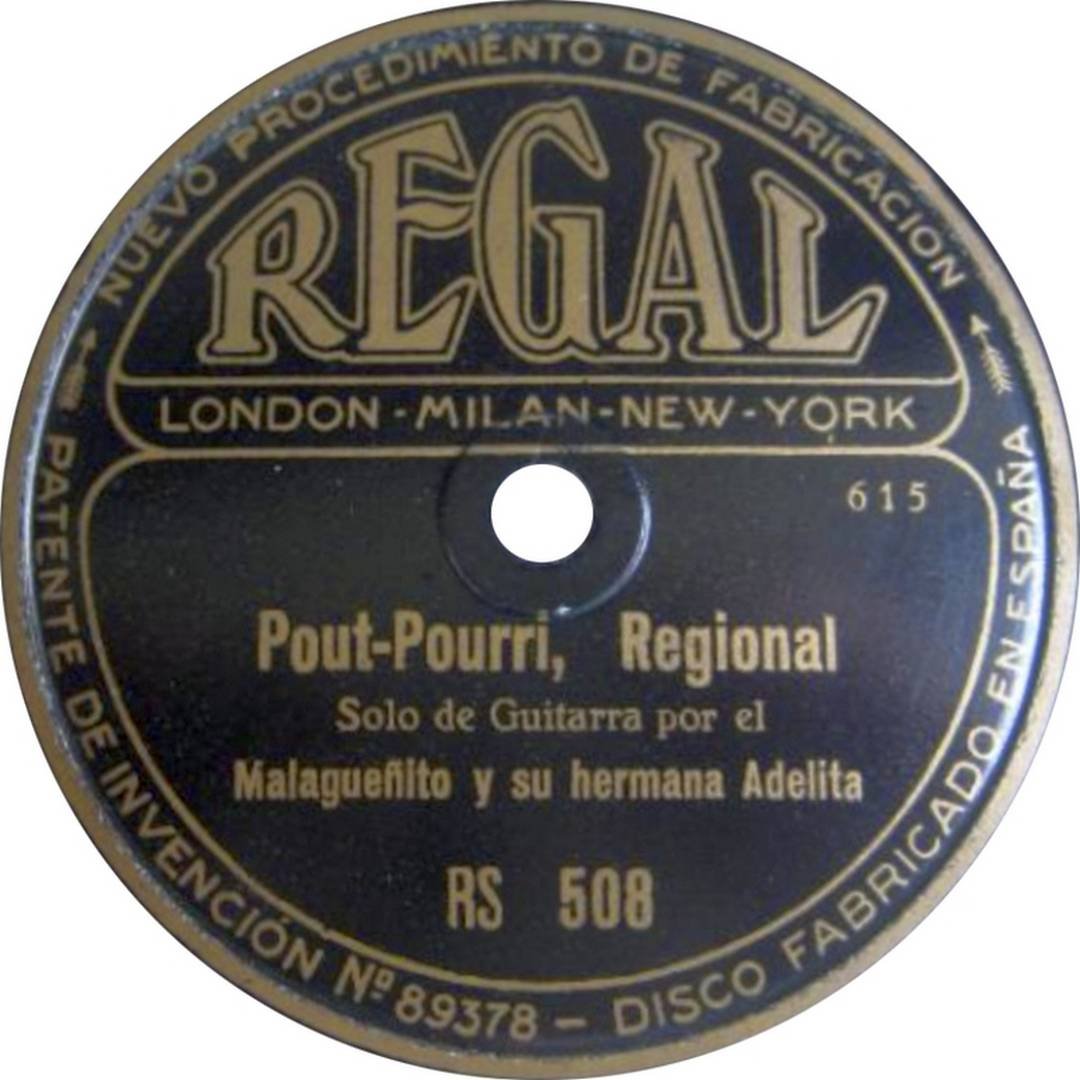 NUEVO PROCEDIMIENTO DE FABRICACION
REGAL
LONDON - MILAN - NEW - YORK
615
Pout-Pourri, Regional
Solo de Guitarra por el
Malagueñito y su hermana Adelita
RS 508
PATENTE DE INVENCIÓN Nº 89378 - DISCO FABRICADO EN ESPAÑA